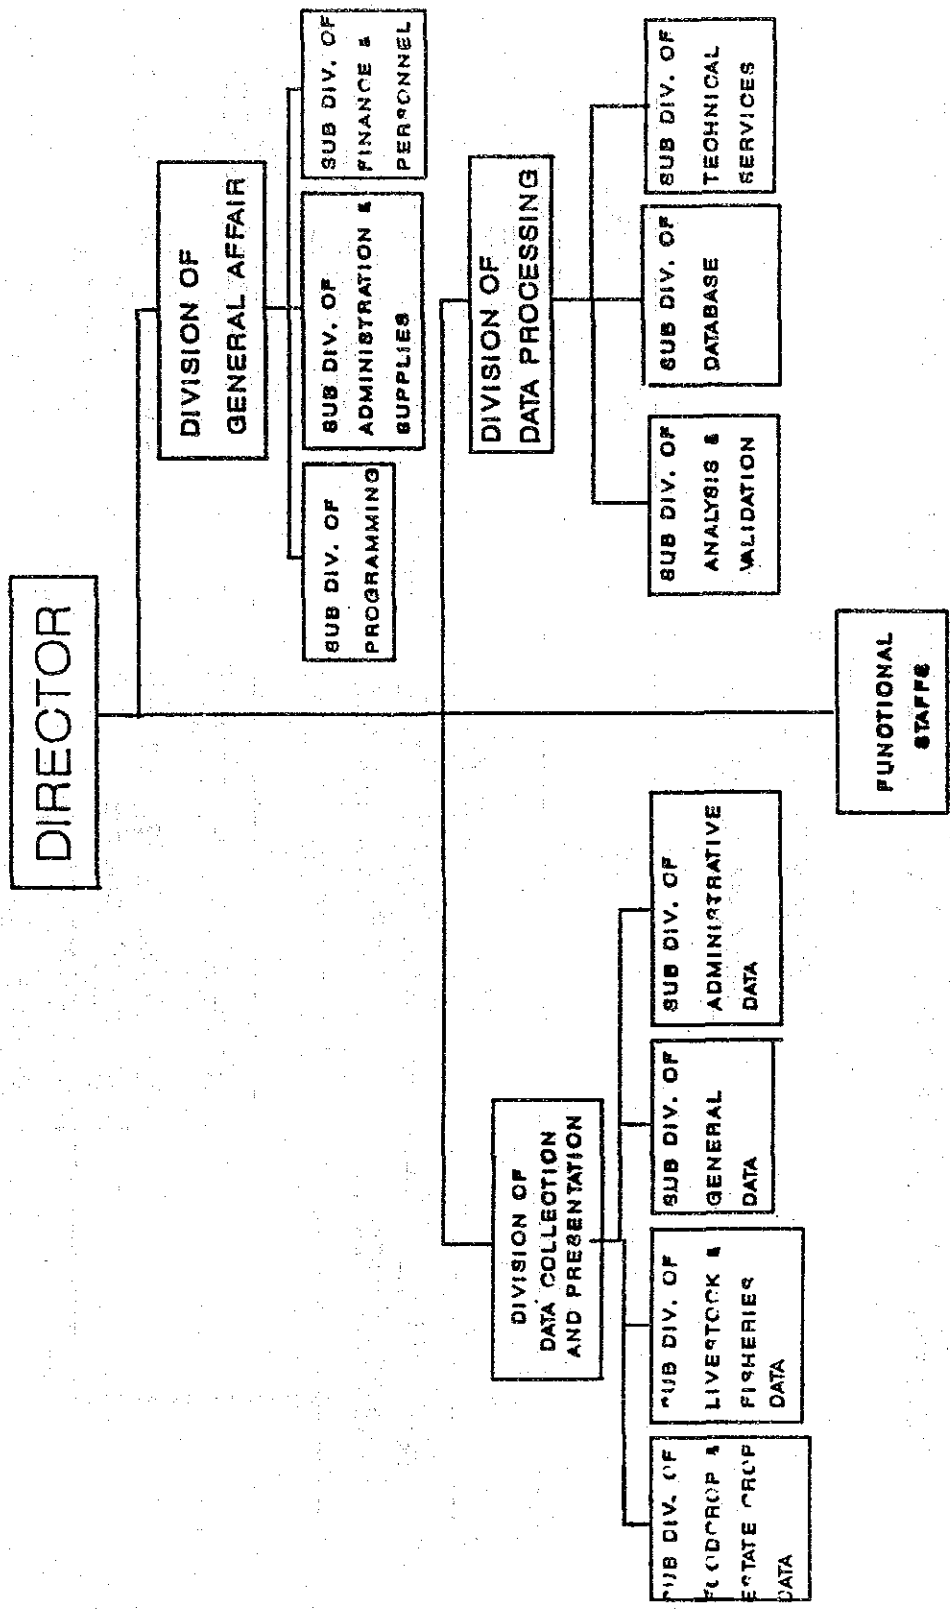 DIRECTOR
DIVISION OF
GENERAL AFFAIR
SUB DIV. OF
PROGRAMMING
SUB DIV. OF
ADMINISTRATION &
SUPPLIES
SUB DIV. OF
FINANCE &
PERSONNEL
DIVISION OF
DATA COLLECTION
AND PRESENTATION
DIVISION OF
DATA PROCESSING
SUB DIV. OF
FOODCROP &
ESTATE CROP
DATA
SUB DIV. OF
LIVESTOCK &
FISHERIES
DATA
SUB DIV. OF
GENERAL
DATA
SUB DIV. OF
ADMINISTRATIVE
DATA
SUB DIV. OF
ANALYSIS &
VALIDATION
SUB DIV. OF
DATABASE
SUB DIV. OF
TECHNICAL
SERVICES
FUNCTIONAL
STAFFS